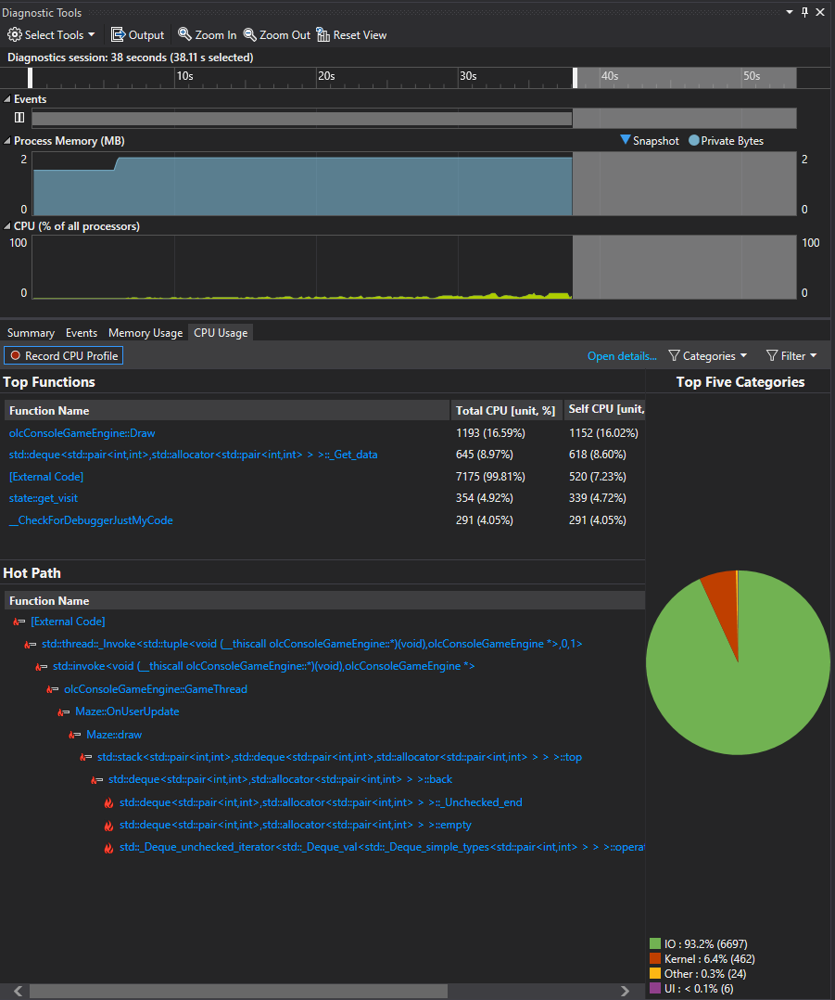 Diagnostic Tools
Select Tools Output Zoom In Zoom Out Reset View
Diagnostics session: 38 seconds (38.11 s selected)
10s 20s 30s 40s 50s
Events
Process Memory (MB) Snapshot Private Bytes
2 2
0 0
CPU (% of all processors)
100 100
0 0
Summary Events Memory Usage CPU Usage
Record CPU Profile Open details... Categories Filter
Top Functions Top Five Categories
Function Name Total CPU [unit, %] Self CPU [unit,
olcConsoleGameEngine::Draw 1193 (16.59%) 1152 (16.02%)
std::deque<std::pair<int,int>,std::allocator<std::pair<int,int> > >::_Get_data 645 (8.97%) 618 (8.60%)
[External Code] 7175 (99.81%) 520 (7.23%)
state::get_visit 354 (4.92%) 339 (4.72%)
__CheckForDebuggerJustMyCode 291 (4.05%) 291 (4.05%)
Hot Path
Function Name
[External Code]
std::thread::_Invoke<std::tuple<void (__thiscall olcConsoleGameEngine::*)(void),olcConsoleGameEngine *>,0,1>
std::invoke<void (__thiscall olcConsoleGameEngine::*)(void),olcConsoleGameEngine *>
olcConsoleGameEngine::GameThread
Maze::OnUserUpdate
Maze::draw
std::stack<std::pair<int,int>,std::deque<std::pair<int,int>,std::allocator<std::pair<int,int> > > >::top
std::deque<std::pair<int,int>,std::allocator<std::pair<int,int> > >::back
std::deque<std::pair<int,int>,std::allocator<std::pair<int,int> > >::_Unchecked_end
std::deque<std::pair<int,int>,std::allocator<std::pair<int,int> > >::empty
std::_Deque_unchecked_iterator<std::_Deque_val<std::_Deque_simple_types<std::pair<int,int> > > >::opera
IO : 93.2% (6697)
Kernel : 6.4% (462)
Other : 0.3% (24)
UI : < 0.1% (6)